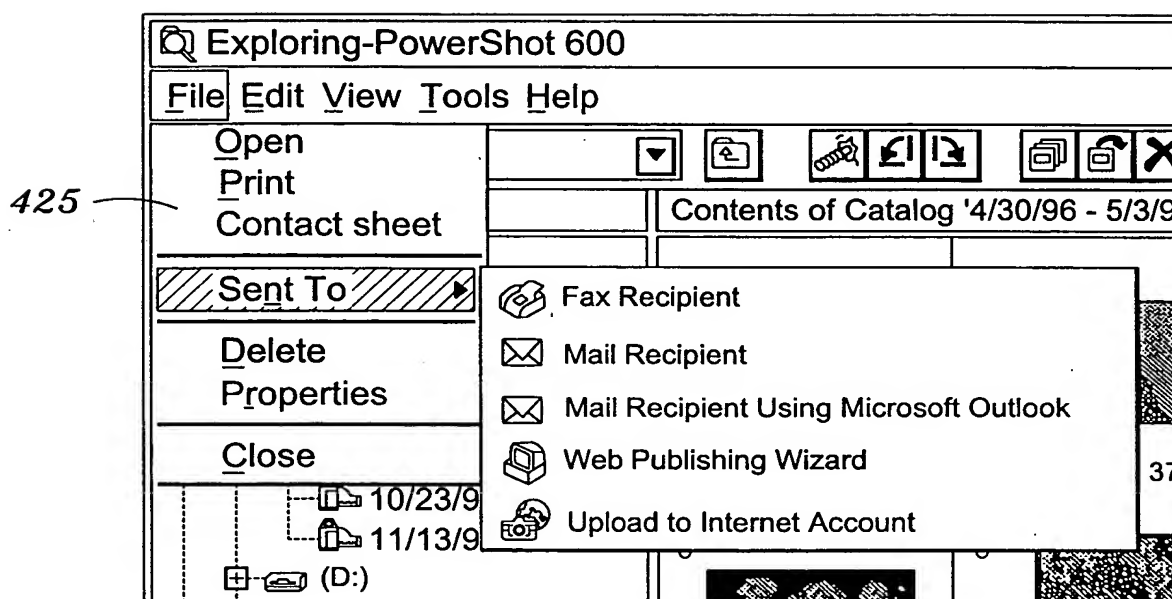 Exploring-PowerShot 600
File Edit View Tools Help
Open
Print
425
Contact sheet
Contents of Catalog '4/30/96 - 5/3/9
Sent To
Fax Recipient
Mail Recipient
Mail Recipient Using Microsoft Outlook
Web Publishing Wizard
Upload to Internet Account
Delete
Properties
Close
37
10/23/9
11/13/9
(D:)